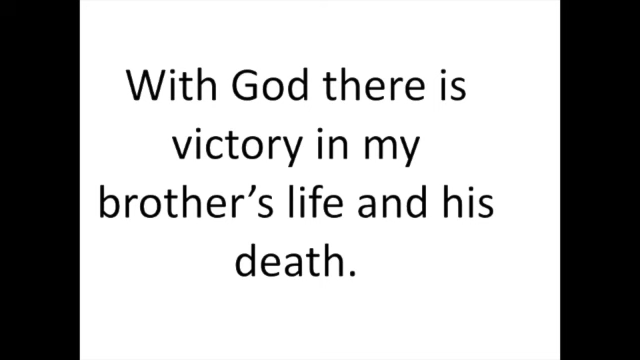 With God there is
victory in my
brother’s life and his
death.